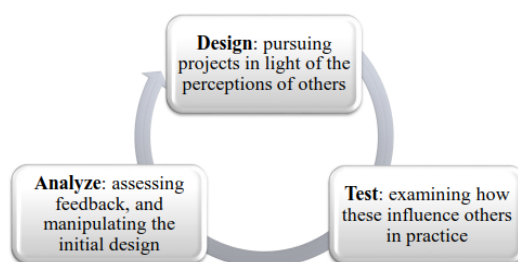 Design: pursuing
projects in light of the
perceptions of others
Analyze: assessing
feedback, and
manipulating the
initial design
Test: examining how
these influence others
in practice